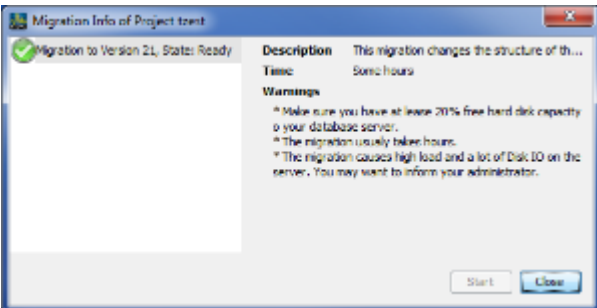 Migration Info of Project tzent
Migration to Version 21, State: Ready
Description This migration changes the structure of th...
Time Some hours
Warnings
* Make sure you have at lease 20% free hard disk capacity
o your database server.
* The migration usualy takes hours.
* The migration causes high load and a lot of Disk IO on the
server. You may want to inform your administrator.
Start Close